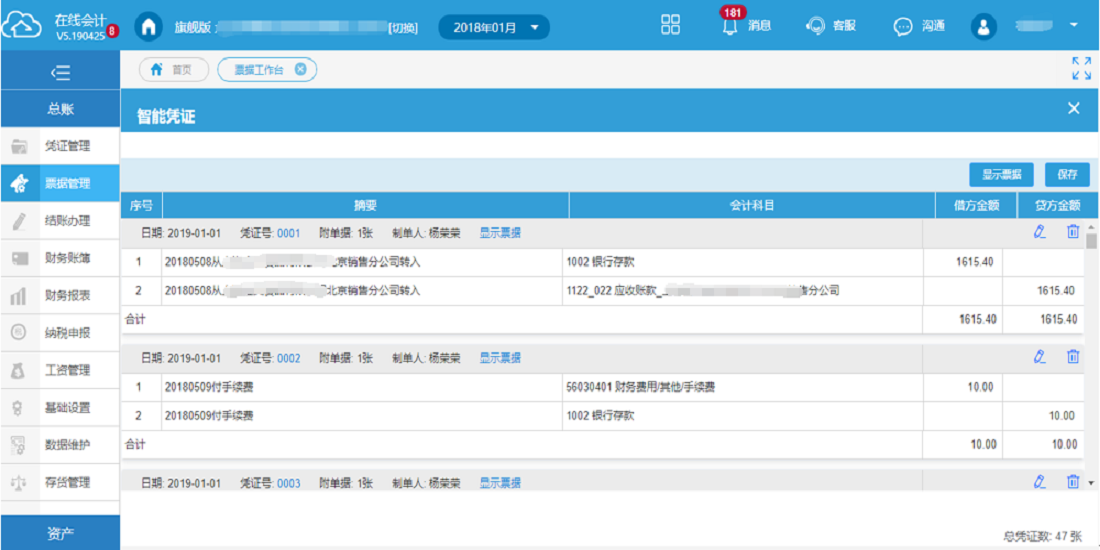 在线会计
V5.190425 8
旗舰版: [切换] 2018年01月 181 消息 客服 沟通
首页 票据工作台
总账
智能凭证
凭证管理
票据管理
结账办理
财务账簿
财务报表
纳税申报
工资管理
基础设置
数据维护
存货管理
资产
显示票据 保存
序号 摘要 会计科目 借方金额 贷方金额
日期: 2019-01-01 凭证号: 0001 附单据: 1张 制单人: 杨荣荣 显示票据
1 20180508从 北京销售分公司转入 1002 银行存款 1615.40
2 20180508从 北京销售分公司转入 1122_022 应收账款_ 售分公司 1615.40
合计 1615.40 1615.40
日期: 2019-01-01 凭证号: 0002 附单据: 1张 制单人: 杨荣荣 显示票据
1 20180509付手续费 56030401 财务费用/其他/手续费 10.00
2 20180509付手续费 1002 银行存款 10.00
合计 10.00 10.00
日期: 2019-01-01 凭证号: 0003 附单据: 1张 制单人: 杨荣荣 显示票据
总凭证数: 47 张